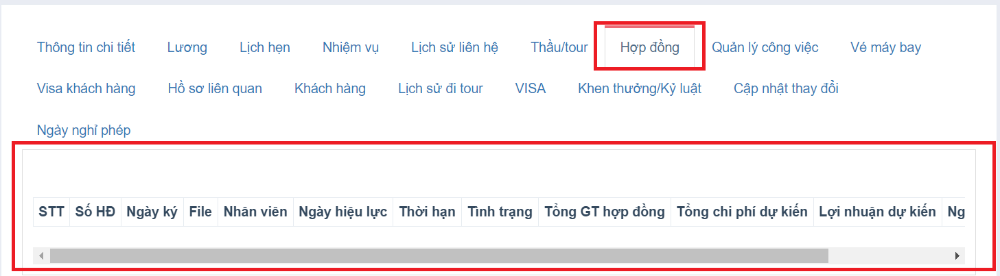 Thông tin chi tiết Lương Lịch hẹn Nhiệm vụ Lịch sử liên hệ Thầu/tour Hợp đồng Quản lý công việc Vé máy bay
Visa khách hàng Hồ sơ liên quan Khách hàng Lịch sử đi tour VISA Khen thưởng/Kỷ luật Cập nhật thay đổi
Ngày nghỉ phép
STT Số HĐ Ngày ký File Nhân viên Ngày hiệu lực Thời hạn Tình trạng Tổng GT hợp đồng Tổng chi phí dự kiến Lợi nhuận dự kiến Ng